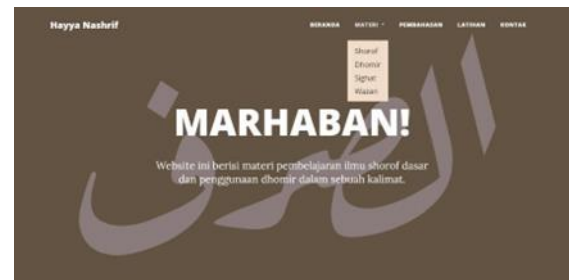 Hayya Nashrif
BERANDA MATERI PEMBAHASAN LATIHAN KONTAK
Shorof
Dhomir
Sighat
Wazan
الصرف
MARHABAN!
Website ini berisi materi pembelajaran ilmu shorof dasar
dan penggunaan dhomir dalam sebuah kalimat.